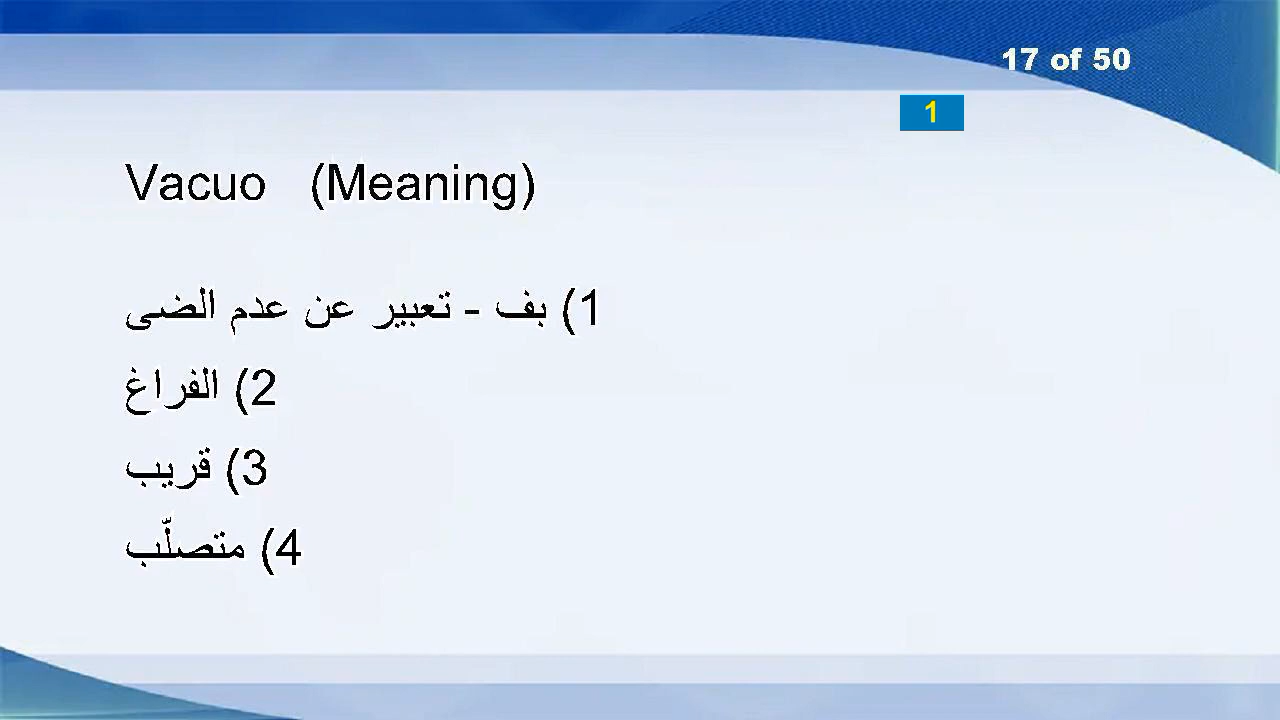 17 of 50
1
Vacuo (Meaning)
1) بف - تعبير عن عدم الضى
2) الفراغ
3) قريب
4) متصلّب